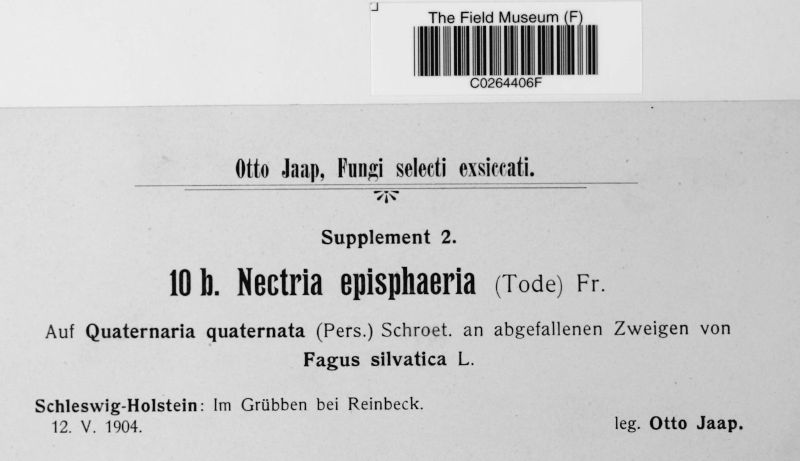 The Field Museum (F)
C0264406F
Otto Jaap, Fungi selecti exsiccati.
Supplement 2.
10 b. Nectria episphaeria (Tode) Fr.
Auf Quaternaria quaternata (Pers.) Schroet. an abgefallenen Zweigen von
Fagus silvatica L.
Schleswig-Holstein: Im Grübben bei Reinbeck.
12. V. 1904.
leg. Otto Jaap.